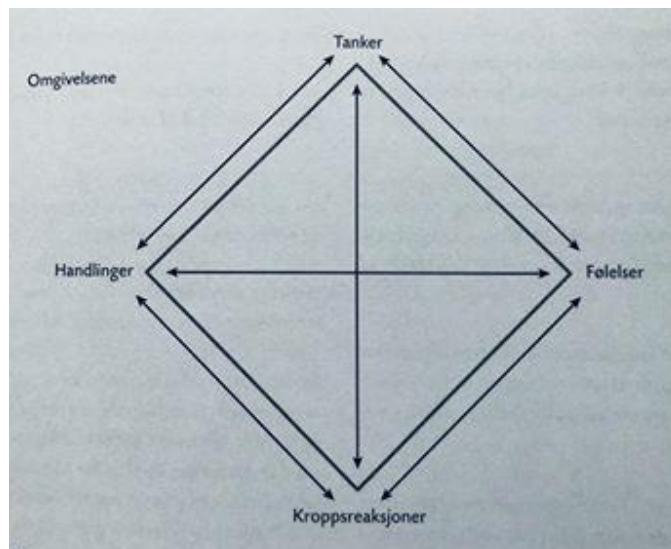 Tanker
Omgivelsene
Handlinger
Følelser
Kroppsreaksjoner